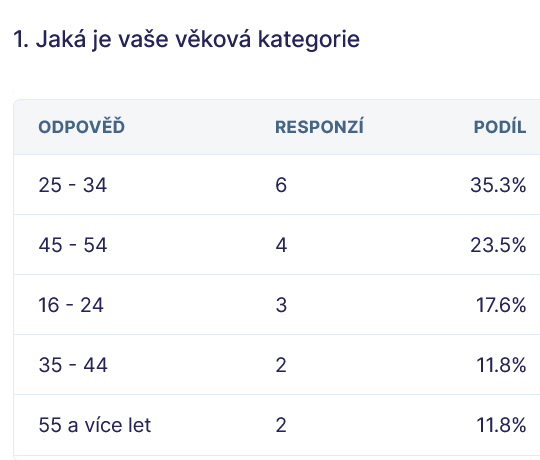 1. Jaká je vaše věková kategorie
ODPOVĚĎ RESPONZÍ PODÍL
25 - 34 6 35.3%
45 - 54 4 23.5%
16 - 24 3 17.6%
35 - 44 2 11.8%
55 a více let 2 11.8%